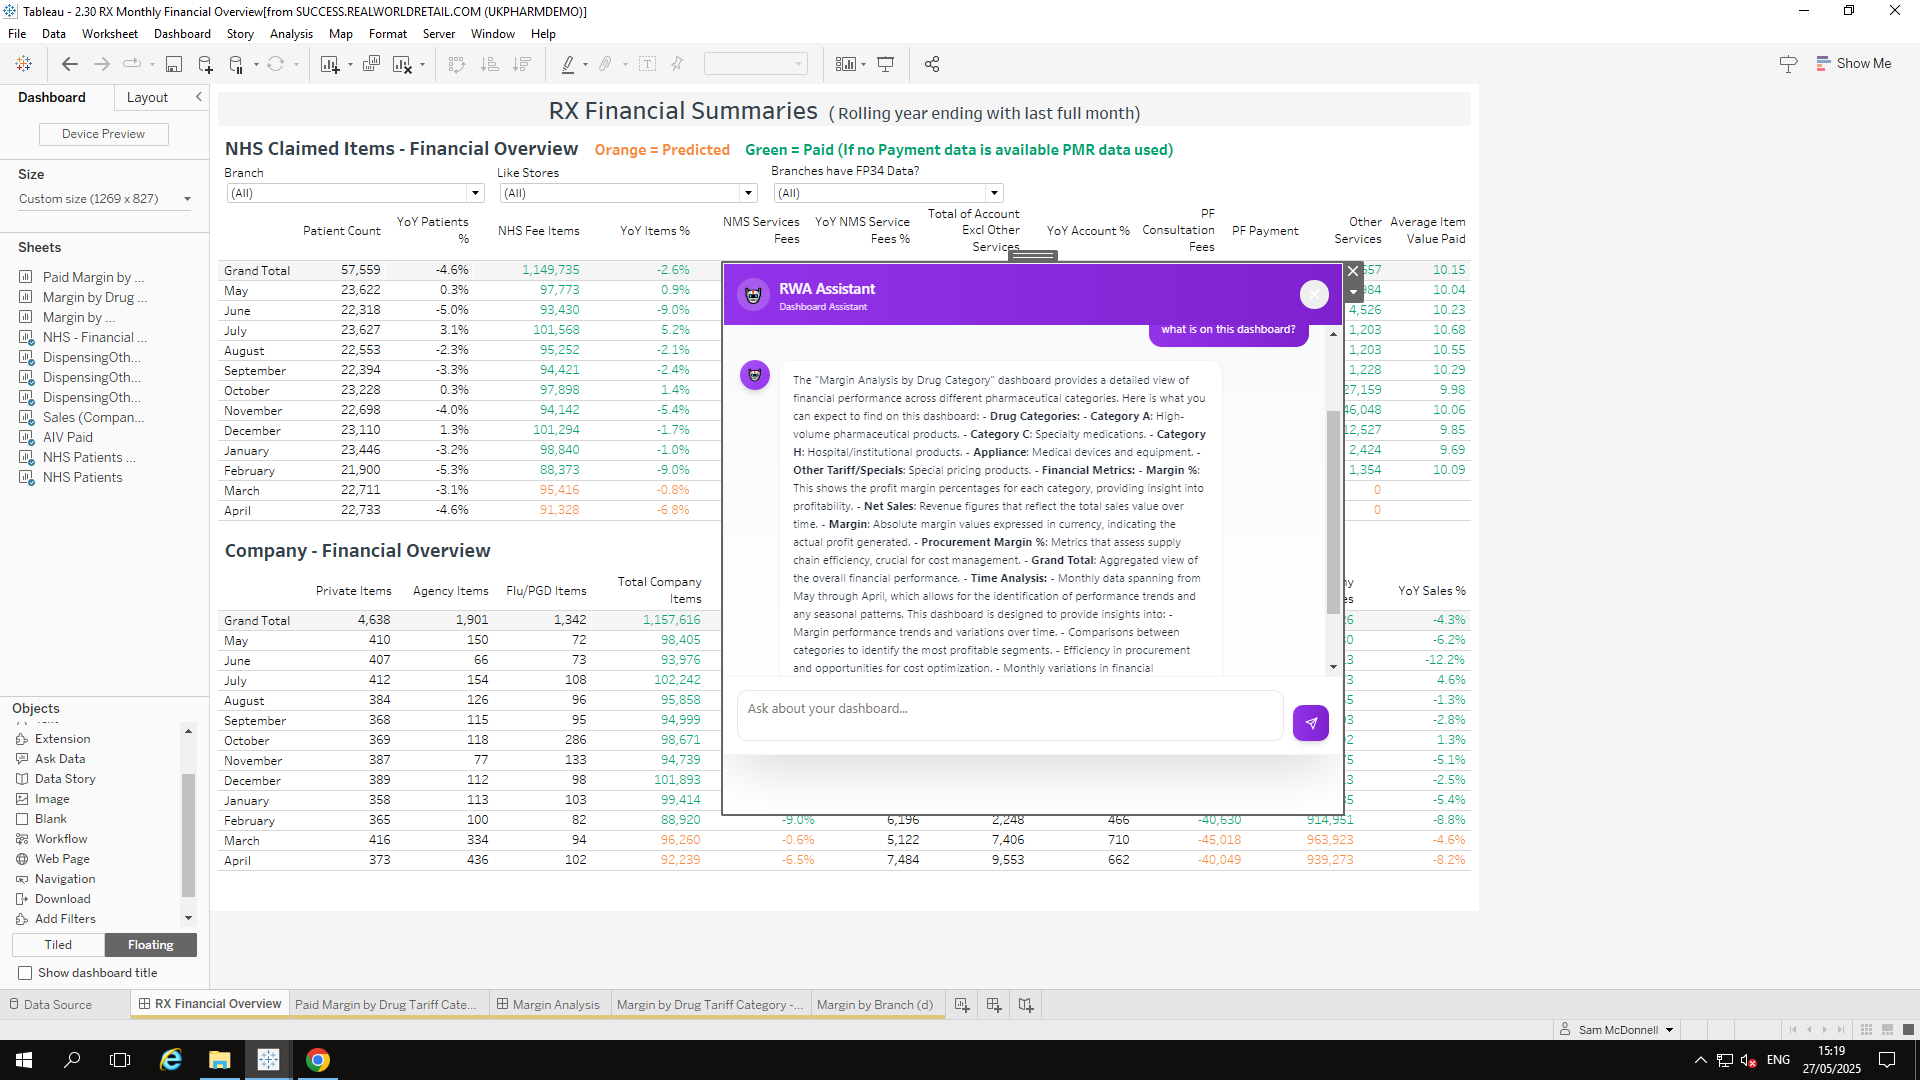 Tableau - 2.30 RX Monthly Financial Overview[from SUCCESS.REALWORLDRETAIL.COM (UKPHARMDEMO)]
File Data Worksheet Dashboard Story Analysis Map Format Server Window Help
Show Me
Dashboard Layout
Device Preview
Size
Custom size (1269 x 827)
Sheets
Paid Margin by ...
Margin by Drug ...
Margin by ...
NHS - Financial ...
DispensingOth...
DispensingOth...
DispensingOth...
Sales (Compan...
AIV Paid
NHS Patients ...
NHS Patients
Objects
Extension
Ask Data
Data Story
Image
Blank
Workflow
Web Page
Navigation
Download
Add Filters
Tiled Floating
Show dashboard title
RX Financial Summaries ( Rolling year ending with last full month)
NHS Claimed Items - Financial Overview Orange = Predicted Green = Paid (If no Payment data is available PMR data used)
Branch Like Stores Branches have FP34 Data?
(All) (All) (All)
Patient Count YoY Patients % NHS Fee Items YoY Items % NMS Services Fees YoY NMS Service Fees % Total of Account Excl Other Services YoY Account % PF Consultation Fees PF Payment Other Services Average Item Value Paid
Grand Total 57,559 -4.6% 1,149,735 -2.6% 557 10.15
May 23,622 0.3% 97,773 0.9% 984 10.04
June 22,318 -5.0% 93,430 -9.0% 4,526 10.23
July 23,627 3.1% 101,568 5.2% 1,203 10.68
August 22,553 -2.3% 95,252 -2.1% 1,203 10.55
September 22,394 -3.3% 94,421 -2.4% 1,228 10.29
October 23,228 0.3% 97,898 1.4% 27,159 9.98
November 22,698 -4.0% 94,142 -5.4% 46,048 10.06
December 23,110 1.3% 101,294 -1.7% 12,527 9.85
January 23,446 -3.2% 98,840 -1.0% 2,424 9.69
February 21,900 -5.3% 88,373 -9.0% 1,354 10.09
March 22,711 -3.1% 95,416 -0.8% 0
April 22,733 -4.6% 91,328 -6.8% 0
RWA Assistant
Dashboard Assistant
what is on this dashboard?
The "Margin Analysis by Drug Category" dashboard provides a detailed view of
financial performance across different pharmaceutical categories. Here is what you
can expect to find on this dashboard: - Drug Categories: - Category A: High-
volume pharmaceutical products. - Category C: Specialty medications. - Category
H: Hospital/institutional products. - Appliance: Medical devices and equipment. -
Other Tariff/Specials: Special pricing products. - Financial Metrics: - Margin %:
This shows the profit margin percentages for each category, providing insight into
profitability. - Net Sales: Revenue figures that reflect the total sales value over
time. - Margin: Absolute margin values expressed in currency, indicating the
actual profit generated. - Procurement Margin %: Metrics that assess supply
chain efficiency, crucial for cost management. - Grand Total: Aggregated view of
the overall financial performance. - Time Analysis: - Monthly data spanning from
May through April, which allows for the identification of performance trends and
any seasonal patterns. This dashboard is designed to provide insights into: -
Margin performance trends and variations over time. - Comparisons between
categories to identify the most profitable segments. - Efficiency in procurement
and opportunities for cost optimization. - Monthly variations in financial
Ask about your dashboard...
Company - Financial Overview
Private Items Agency Items Flu/PGD Items Total Company Items YoY Sales %
Grand Total 4,638 1,901 1,342 1,157,616 -4.3%
May 410 150 72 98,405 -6.2%
June 407 66 73 93,976 -12.2%
July 412 154 108 102,242 4.6%
August 384 126 96 95,858 -1.3%
September 368 115 95 94,999 -2.8%
October 369 118 286 98,671 1.3%
November 387 77 133 94,739 -5.1%
December 389 112 98 101,893 -2.5%
January 358 113 103 99,414 -5.4%
February 365 100 82 88,920 -9.0% 6,196 2,248 466 -40,630 914,951 -8.8%
March 416 334 94 96,260 -0.6% 5,122 7,406 710 -45,018 963,923 -4.6%
April 373 436 102 92,239 -6.5% 7,484 9,553 662 -40,049 939,273 -8.2%
Data Source RX Financial Overview Paid Margin by Drug Tariff Cate... Margin Analysis Margin by Drug Tariff Category -... Margin by Branch (d)
Sam McDonnell
ENG
15:19
27/05/2025